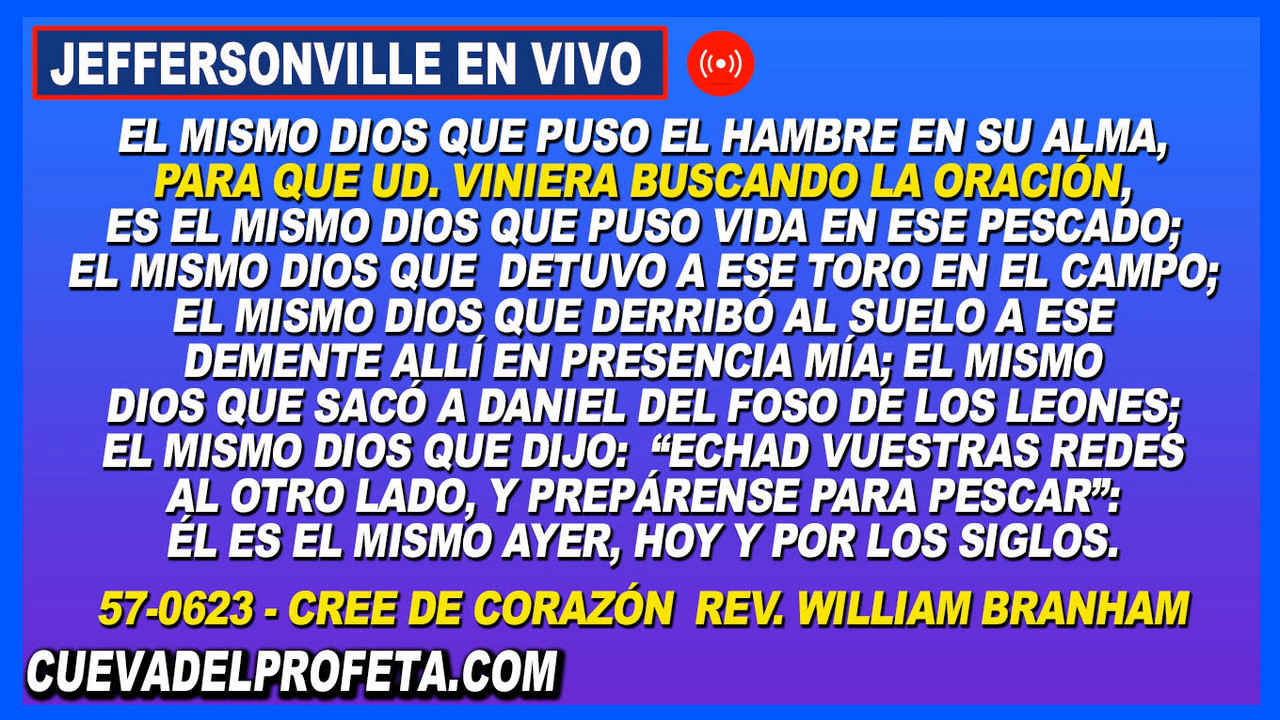 JEFFERSONVILLE EN VIVO
EL MISMO DIOS QUE PUSO EL HAMBRE EN SU ALMA,
PARA QUE UD. VINIERA BUSCANDO LA ORACIÓN,
ES EL MISMO DIOS QUE PUSO VIDA EN ESE PESCADO;
EL MISMO DIOS QUE DETUVO A ESE TORO EN EL CAMPO;
EL MISMO DIOS QUE DERRIBÓ AL SUELO A ESE
DEMENTE ALLÍ EN PRESENCIA MÍA; EL MISMO
DIOS QUE SACÓ A DANIEL DEL FOSO DE LOS LEONES;
EL MISMO DIOS QUE DIJO: “ECHAD VUESTRAS REDES
AL OTRO LADO, Y PREPÁRENSE PARA PESCAR”:
ÉL ES EL MISMO AYER, HOY Y POR LOS SIGLOS.
57-0623 - CREE DE CORAZÓN REV. WILLIAM BRANHAM
CUEVADELPROFETA.COM